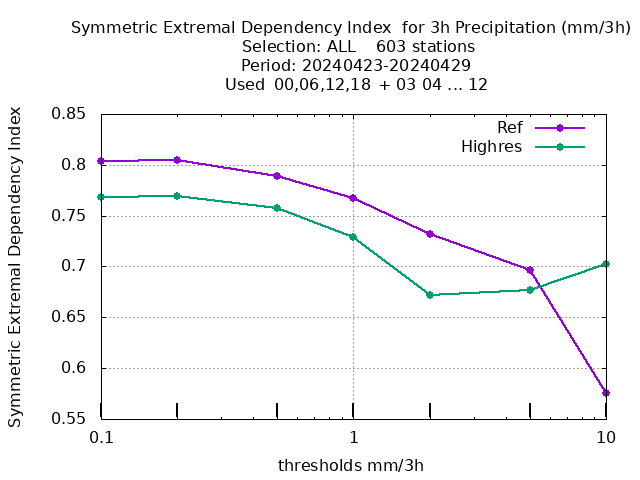 Symmetric Extremal Dependency Index  for 3h Precipitation (mm/3h)
Selection: ALL    603 stations
Period: 20240423-20240429
Used  00,06,12,18  + 03 04 ... 12
Symmetric Extremal Dependency Index
0.85
0.8
0.75
0.7
0.65
0.6
0.55
Ref
Highres
0.1
1
10
thresholds mm/3h